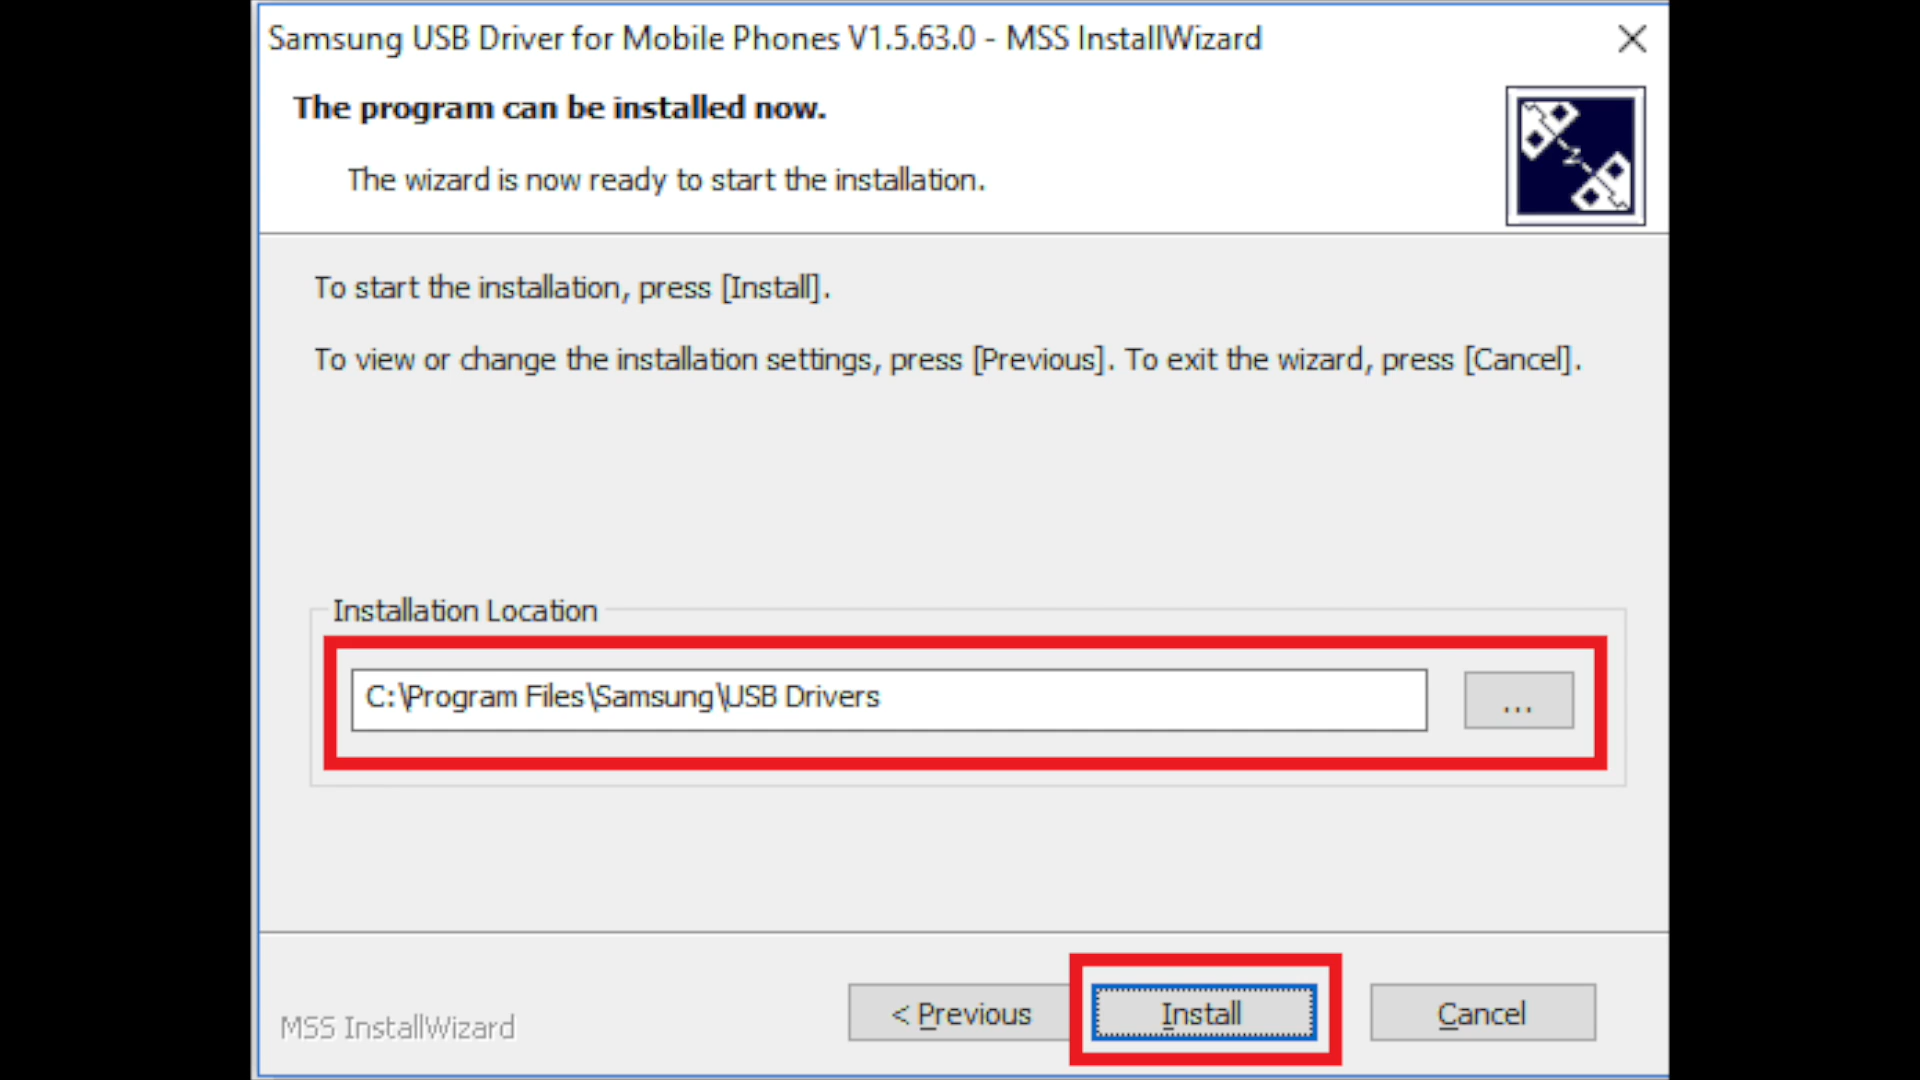 Samsung USB Driver for Mobile Phones V1.5.63.0 - MSS InstallWizard
The program can be installed now.
The wizard is now ready to start the installation.
To start the installation, press [Install].
To view or change the installation settings, press [Previous]. To exit the wizard, press [Cancel].
Installation Location
C:\Program Files\Samsung\USB Drivers
...
MSS InstallWizard
< Previous
Install
Cancel